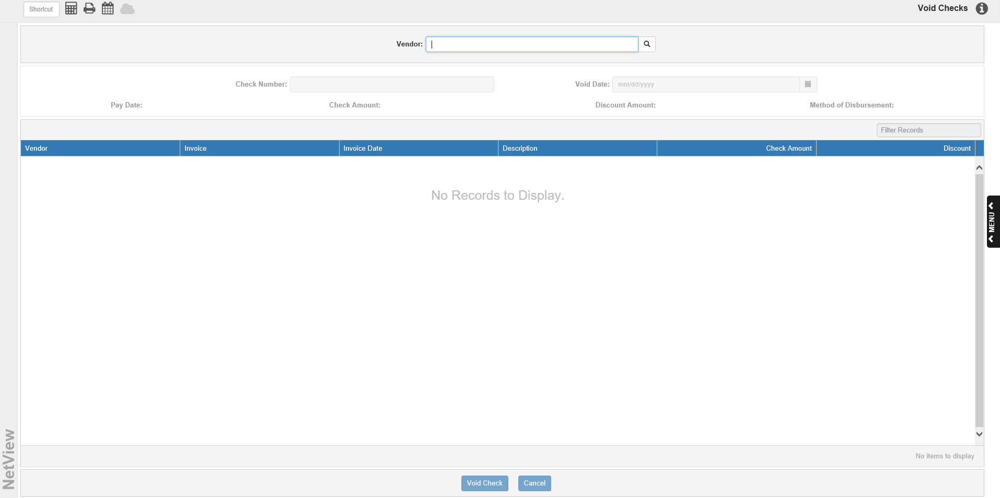 Shortcut
Void Checks
Vendor:
Check Number:
Void Date: mm/dd/yyyy
Pay Date: Check Amount: Discount Amount: Method of Disbursement:
Filter Records
Vendor Invoice Invoice Date Description Check Amount Discount
No Records to Display.
MENU
No items to display
Void Check Cancel
NetView